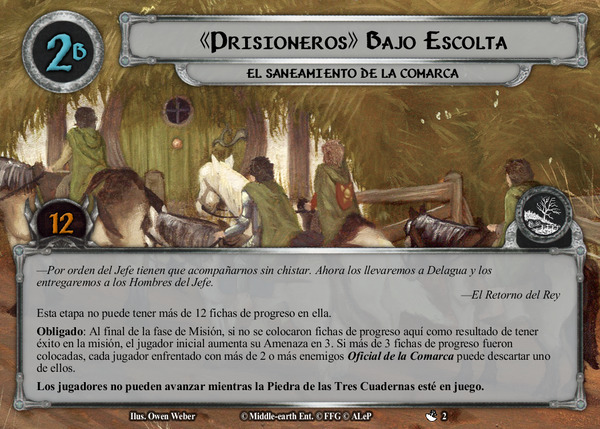 2B
«Prisioneros» Bajo Escolta
El Saneamiento de la Comarca
12
—Por orden del Jefe tienen que acompañarnos sin chistar. Ahora los llevaremos a Delagua y los
entregaremos a los Hombres del Jefe.
—El Retorno del Rey
Esta etapa no puede tener más de 12 fichas de progreso en ella.
Obligado: Al final de la fase de Misión, si no se colocaron fichas de progreso aquí como resultado de tener
éxito en la misión, el jugador inicial aumenta su Amenaza en 3. Si más de 3 fichas de progreso fueron
colocadas, cada jugador enfrentado con más de 2 o más enemigos Oficial de la Comarca puede descartar uno
de ellos.
Los jugadores no pueden avanzar mientras la Piedra de las Tres Cuadernas esté en juego.
Ilus. Owen Weber © Middle-earth Ent. © FFG © ALeP 2